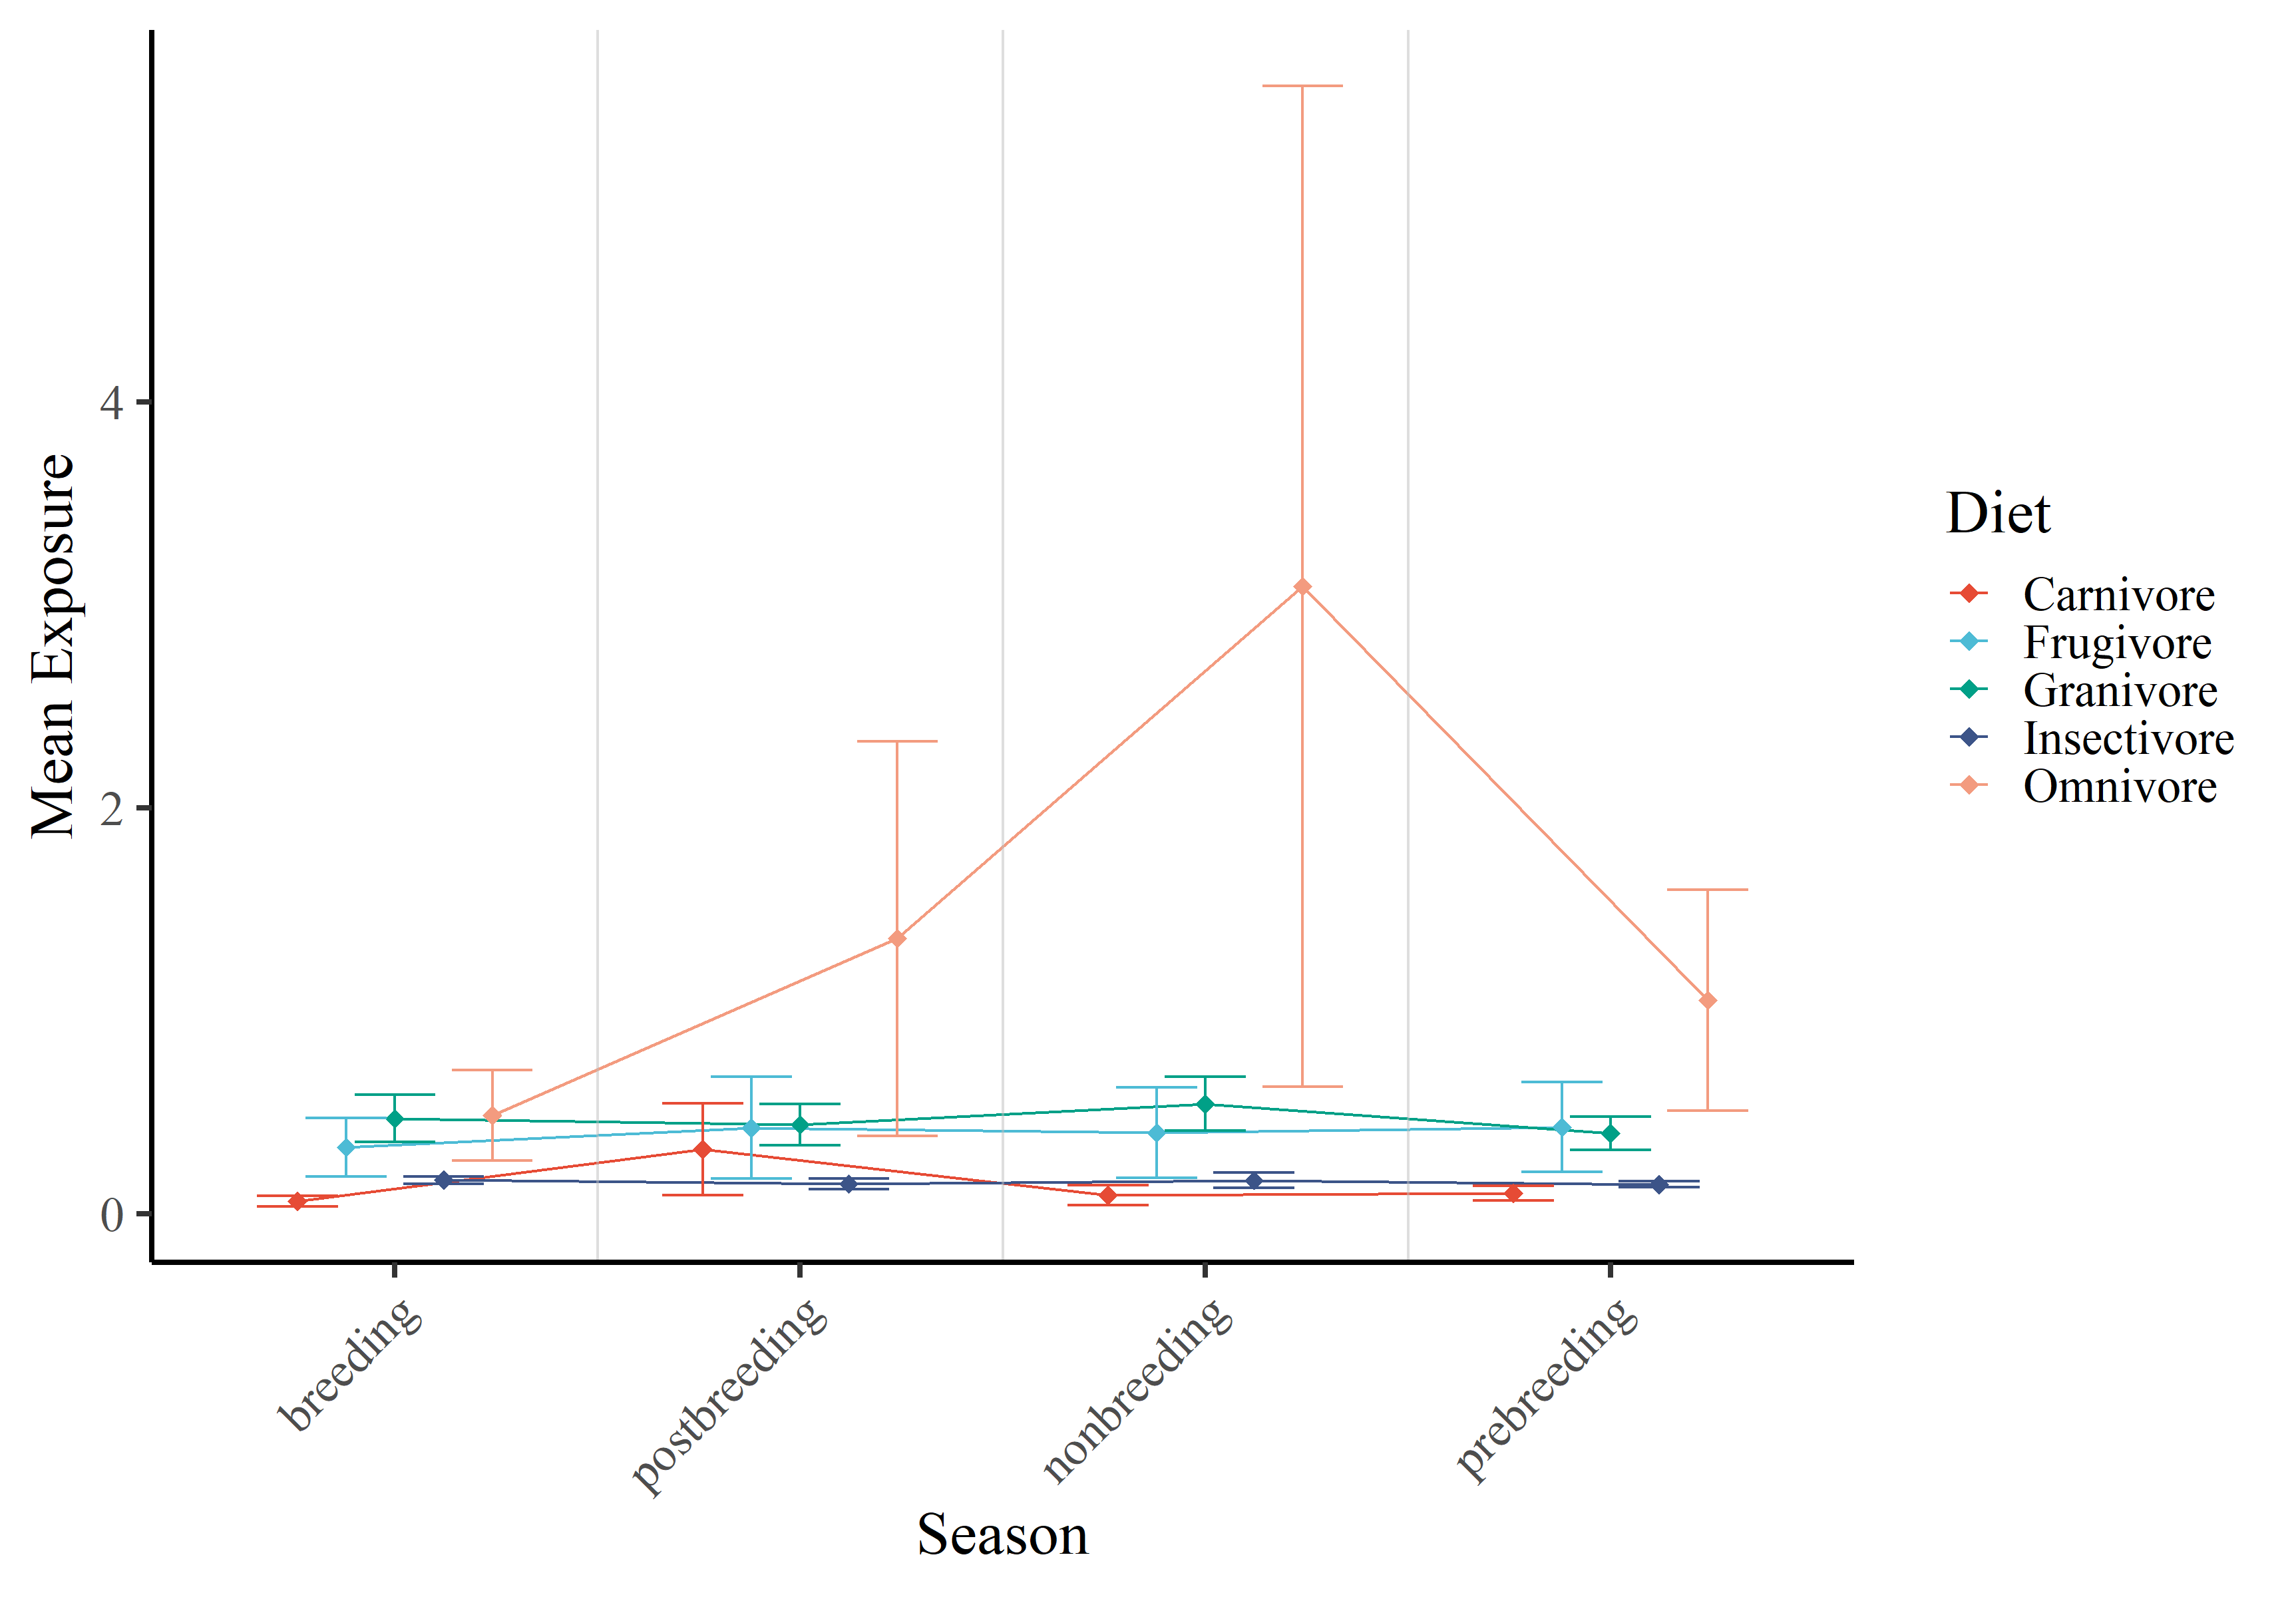 Mean Exposure
4
2
0
breeding
postbreeding
nonbreeding
prebreeding
Season
Diet
Carnivore
Frugivore
Granivore
Insectivore
Omnivore